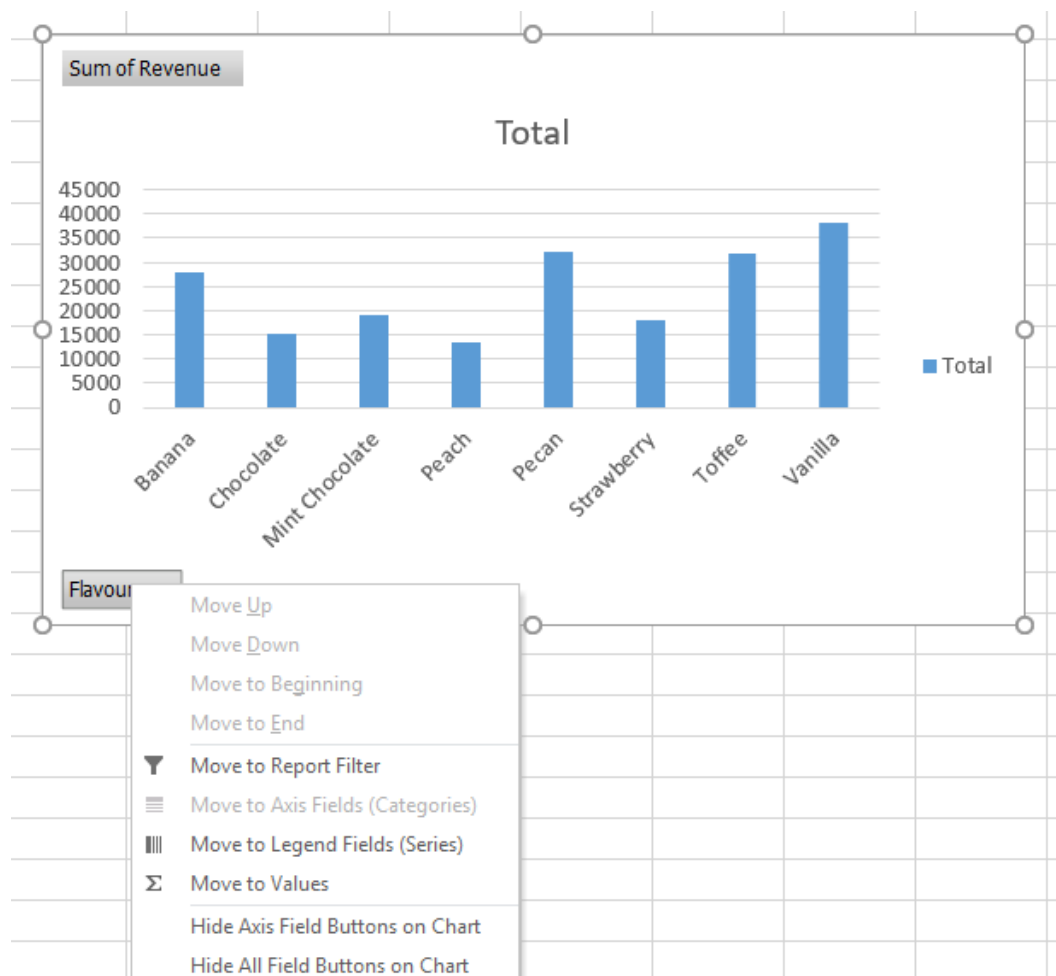 Sum of Revenue
Total
45000
40000
35000
30000
25000
20000
15000
10000
5000
0
Total
Banana
Chocolate
Mint Chocolate
Peach
Pecan
Strawberry
Toffee
Vanilla
Flavour
Move Up
Move Down
Move to Beginning
Move to End
Move to Report Filter
Move to Axis Fields (Categories)
Move to Legend Fields (Series)
Σ Move to Values
Hide Axis Field Buttons on Chart
Hide All Field Buttons on Chart